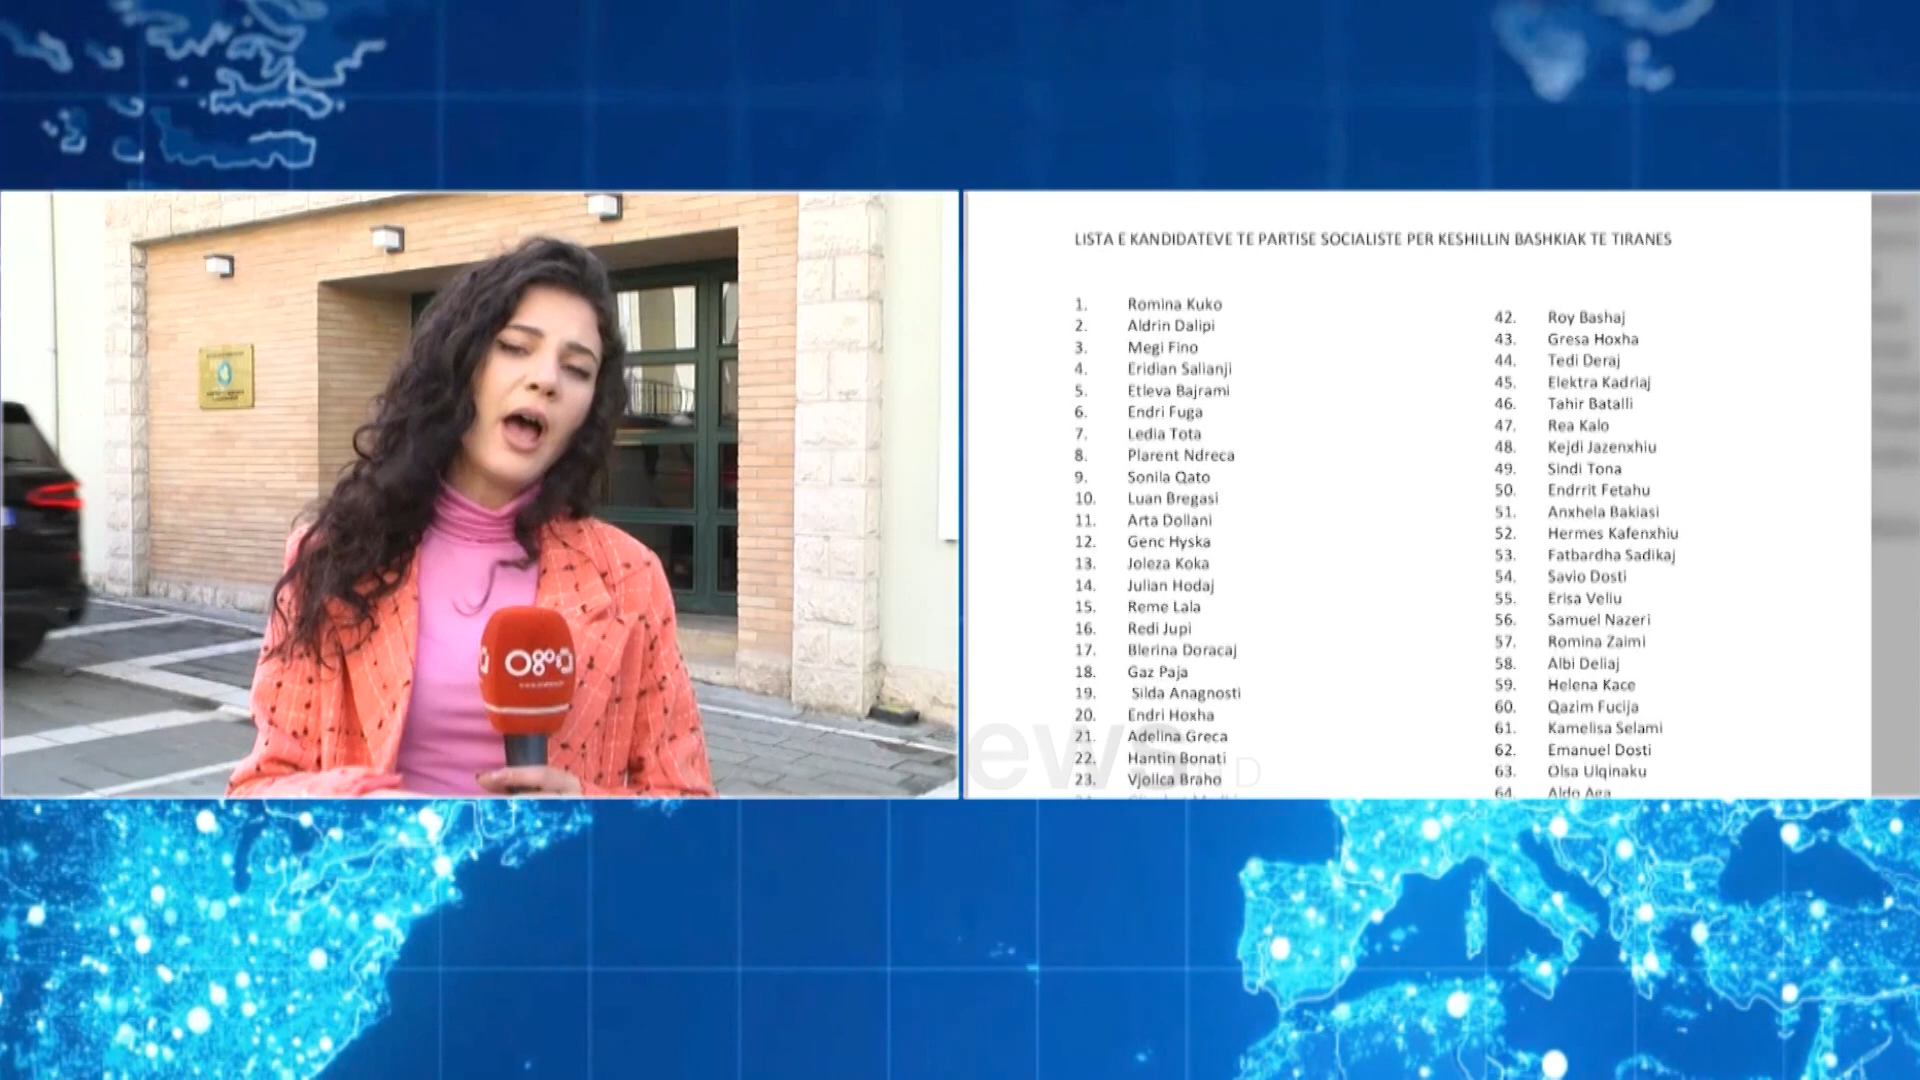 LISTA E KANDIDATEVE TE PARTISE SOCIALISTE PER KESHILLIN BASHKIAK TE TIRANES
1. Romina Kuko
2. Aldrin Dalipi
3. Megi Fino
4. Eridian Salianji
5. Etleva Bajrami
6. Endri Fuga
7. Ledia Tota
8. Plarent Ndreca
9. Sonila Qato
10. Luan Bregasi
11. Arta Dollani
12. Genc Hyska
13. Joleza Koka
14. Julian Hodaj
15. Reme Lala
16. Redi Jupi
17. Blerina Doracaj
18. Gaz Paja
19. Silda Anagnosti
20. Endri Hoxha
21. Adelina Greca
22. Hantin Bonati
23. Vjollca Braho
42. Roy Bashaj
43. Gresa Hoxha
44. Tedi Deraj
45. Elektra Kadriaj
46. Tahir Batalli
47. Rea Kalo
48. Kejdi Jazenxhiu
49. Sindi Tona
50. Endrrit Fetahu
51. Anxhela Bakiasi
52. Hermes Kafenxhiu
53. Fatbardha Sadikaj
54. Savio Dosti
55. Erisa Veliu
56. Samuel Nazeri
57. Romina Zaimi
58. Albi Deliaj
59. Helena Kace
60. Qazim Fucija
61. Kamelisa Selami
62. Emanuel Dosti
63. Olsa Ulqinaku
64. Aldo Aga
ews